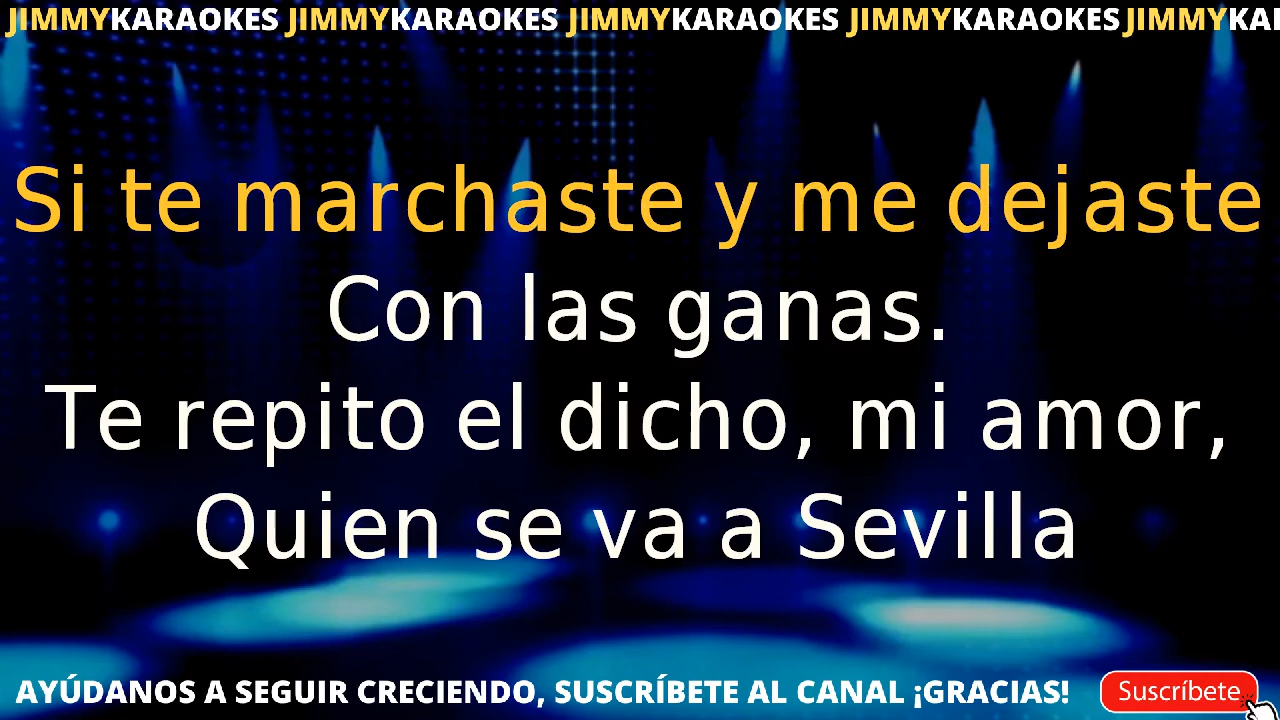 JIMMYKARAOKES JIMMYKARAOKES JIMMYKARAOKES JIMMYKARAOKES JIMMYKA
Si te marchaste y me dejaste
Con las ganas.
Te repito el dicho, mi amor,
Quien se va a Sevilla
AYÚDANOS A SEGUIR CRECIENDO, SUSCRÍBETE AL CANAL ¡GRACIAS!
Suscríbete